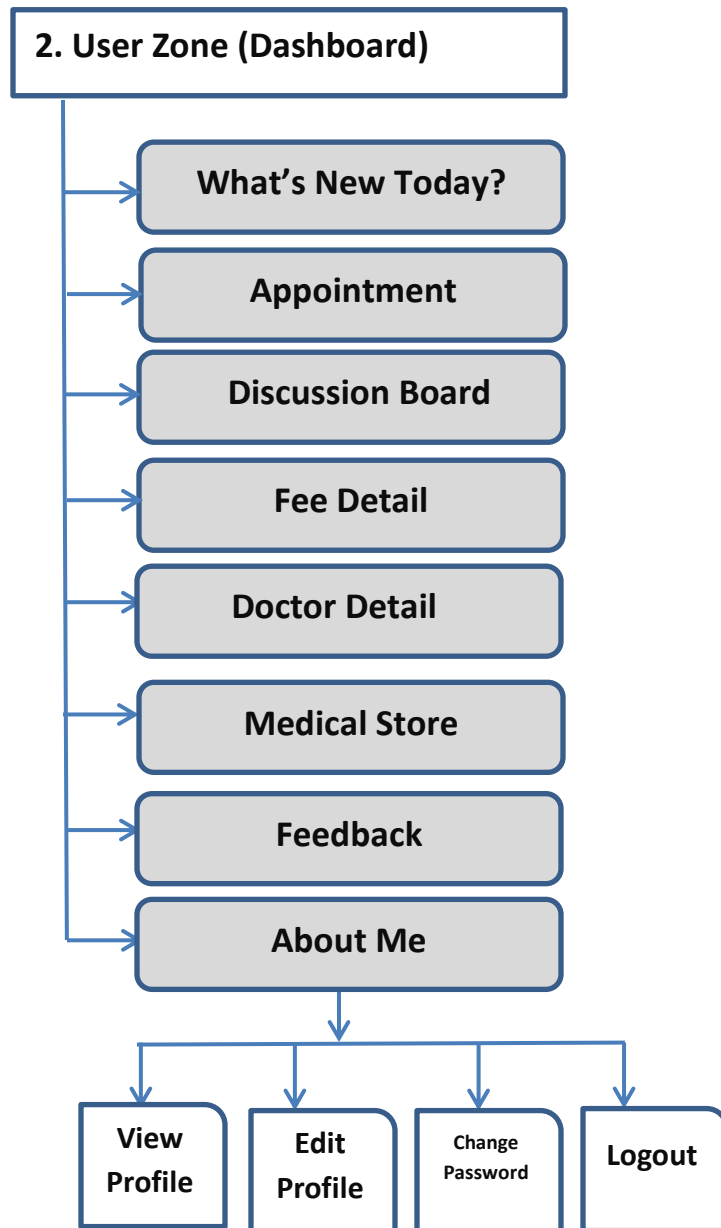 2. User Zone (Dashboard)
What’s New Today?
Appointment
Discussion Board
Fee Detail
Doctor Detail
Medical Store
Feedback
About Me
View
Profile
Edit
Profile
Change
Password
Logout